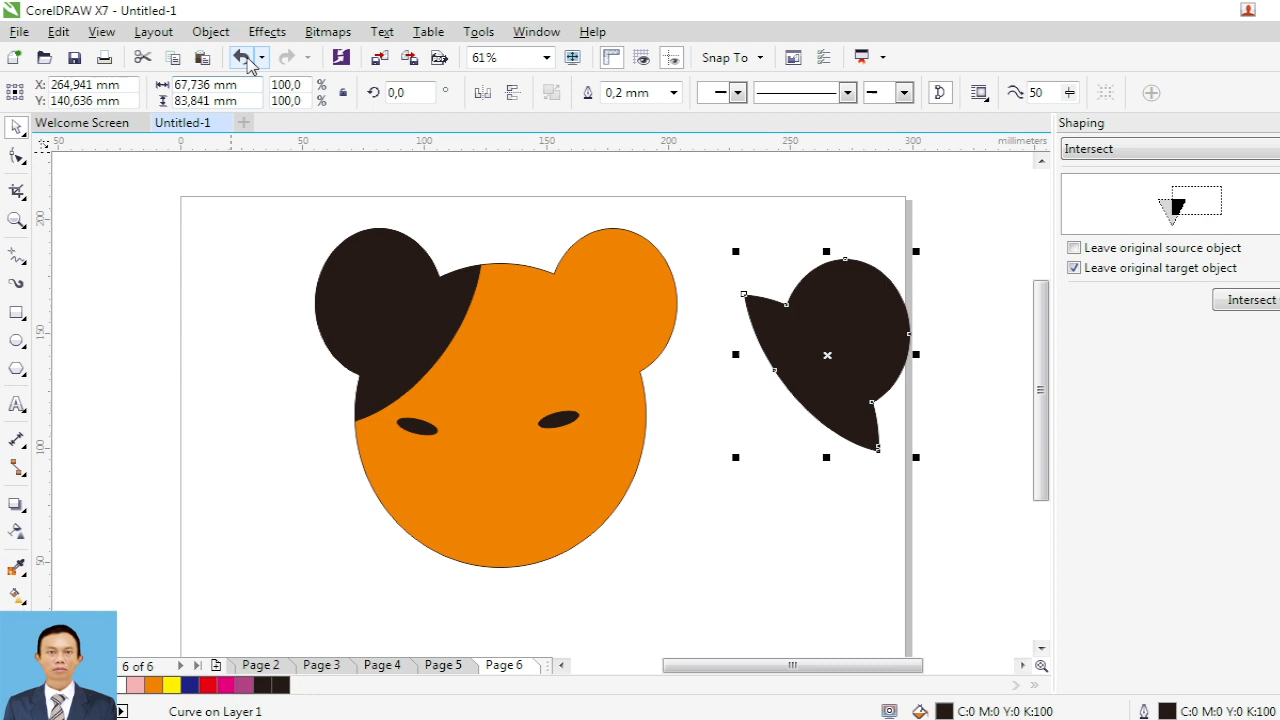 CorelDRAW X7 - Untitled-1
File Edit View Layout Object Effects Bitmaps Text Table Tools Window Help
61% Snap To
X: 264,941 mm 67,736 mm 100,0 % 0,0 ° 0,2 mm 50
Y: 140,636 mm 83,841 mm 100,0 %
Welcome Screen Untitled-1
Shaping
50 0 50 100 150 200 250 300 millimeters
Intersect
200
Leave original source object
Leave original target object
Intersect
150
100
50
6 of 6 Page 2 Page 3 Page 4 Page 5 Page 6
Curve on Layer 1 C:0 M:0 Y:0 K:100 C:0 M:0 Y:0 K:100